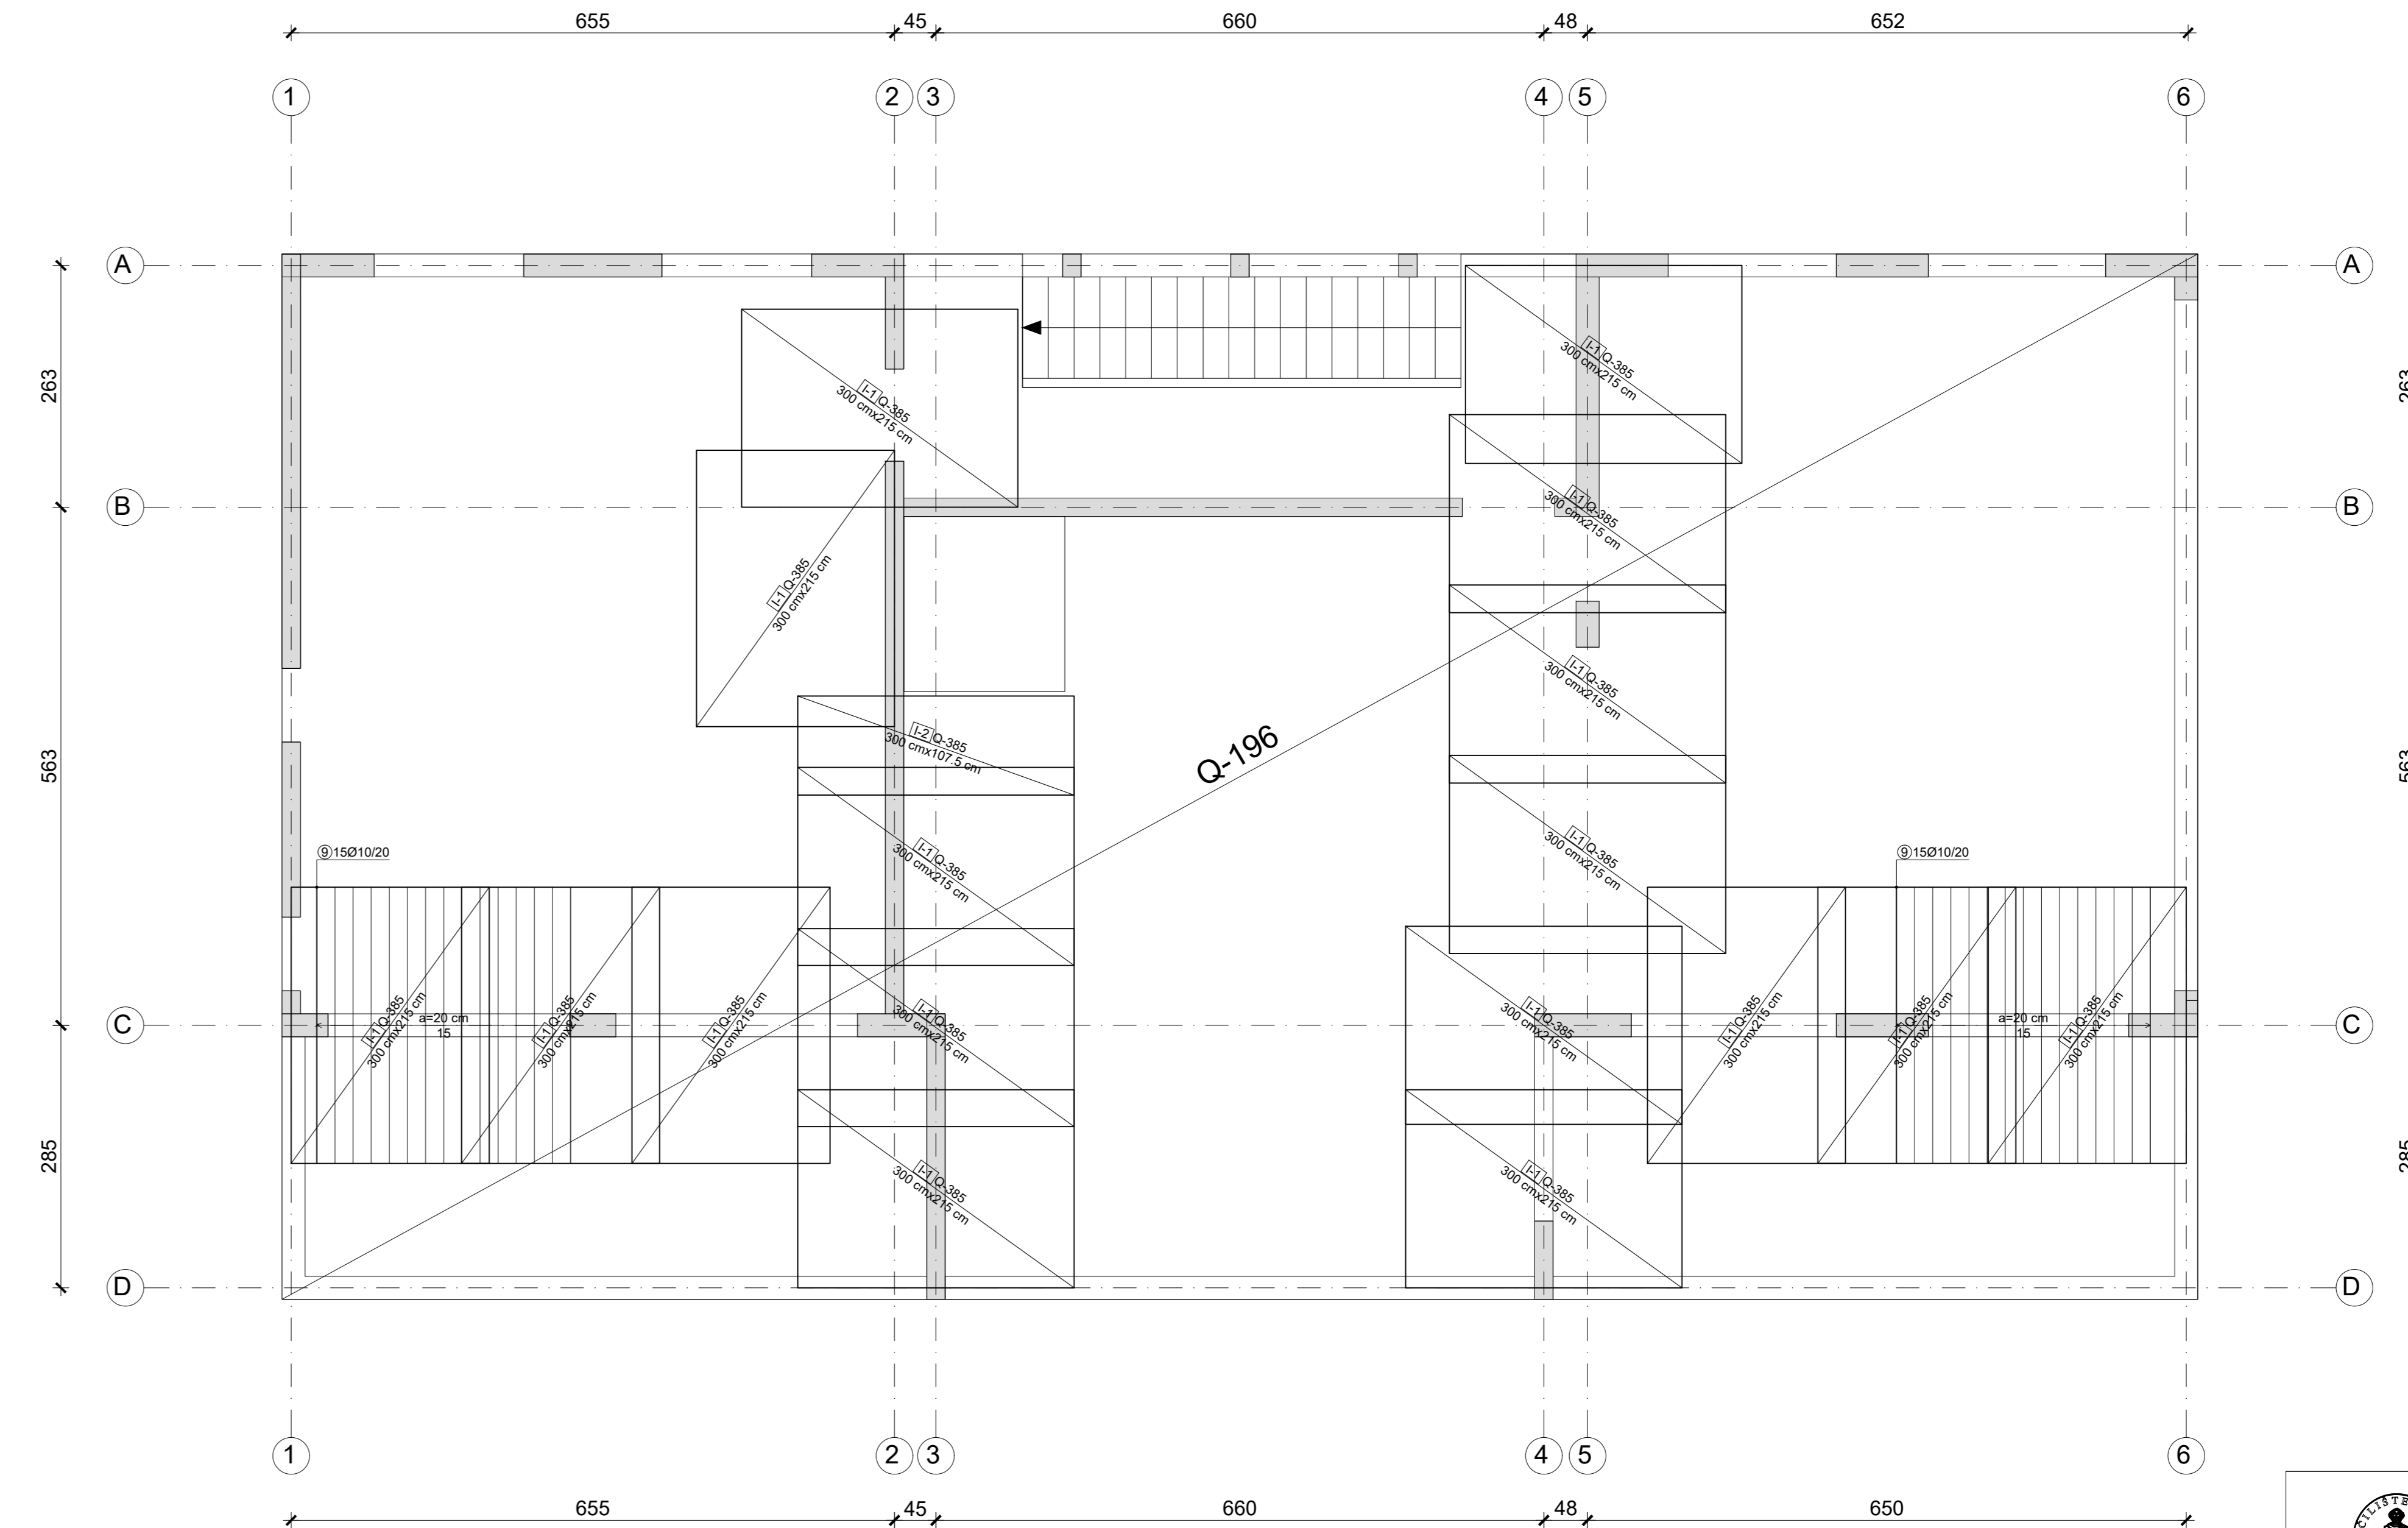 655 45 660 48 652
1 2 3 4 5 6
A A
263 263
I-1 Q-385
300 cmx215 cm
I-1 Q-385
300 cmx215 cm
B B
I-1 Q-385
300 cmx215 cm
I-1 Q-385
300 cmx215 cm
I-1 Q-385
300 cmx215 cm
I-2 Q-385
300 cmx107.5 cm
Q-196
563 563
I-1 Q-385
300 cmx215 cm
I-1 Q-385
300 cmx215 cm
9 15Ø10/20
9 15Ø10/20
C C
I-1 Q-385
300 cmx215 cm
a=20 cm
15
I-1 Q-385
300 cmx215 cm
I-1 Q-385
300 cmx215 cm
I-1 Q-385
300 cmx215 cm
I-1 Q-385
300 cmx215 cm
I-1 Q-385
300 cmx215 cm
I-1 Q-385
300 cmx215 cm
a=20 cm
15
I-1 Q-385
300 cmx215 cm
285 285
I-1 Q-385
300 cmx215 cm
I-1 Q-385
300 cmx215 cm
D D
1 2 3 4 5 6
655 45 660 48 650